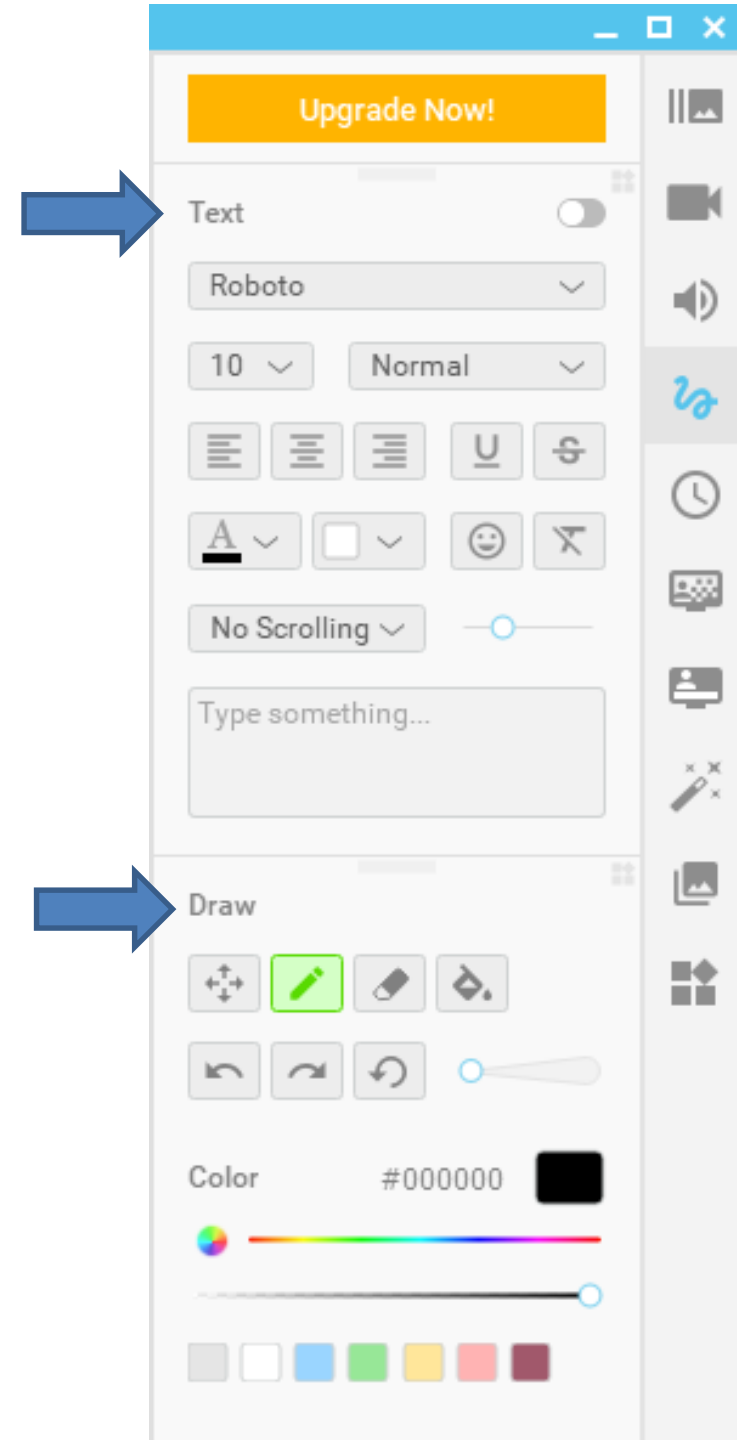 Upgrade Now!
Text
Roboto
10 Normal
U S
A
No Scrolling
Type something...
Draw
Color #000000